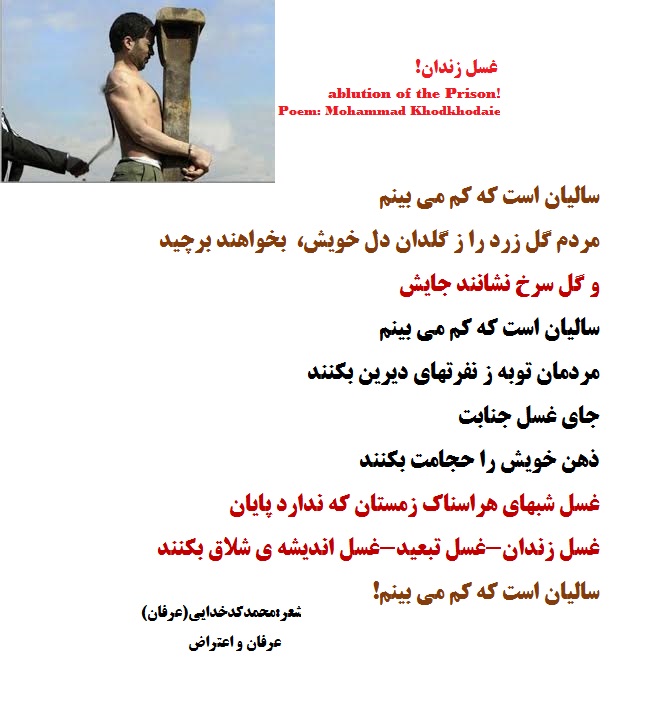 غسل زندان!
ablution of the Prison!
Poem: Mohammad Khodkhodaie
سالیان است که کم می بینم
مردم گل زرد را ز گلدان دل خویش، بخواهند برچید
و گل سرخ نشانند جایش
سالیان است که کم می بینم
مردمان توبه ز نفرتهای دیرین بکنند
جای غسل جنابت
ذهن خویش را حجامت بکنند
غسل شبهای هراسناک زمستان که ندارد پایان
غسل زندان-غسل تبعید-غسل اندیشه ی شلاق بکنند
سالیان است که کم می بینم!
شعر:محمدکدخدایی(عرفان)
عرفان و اعتراض